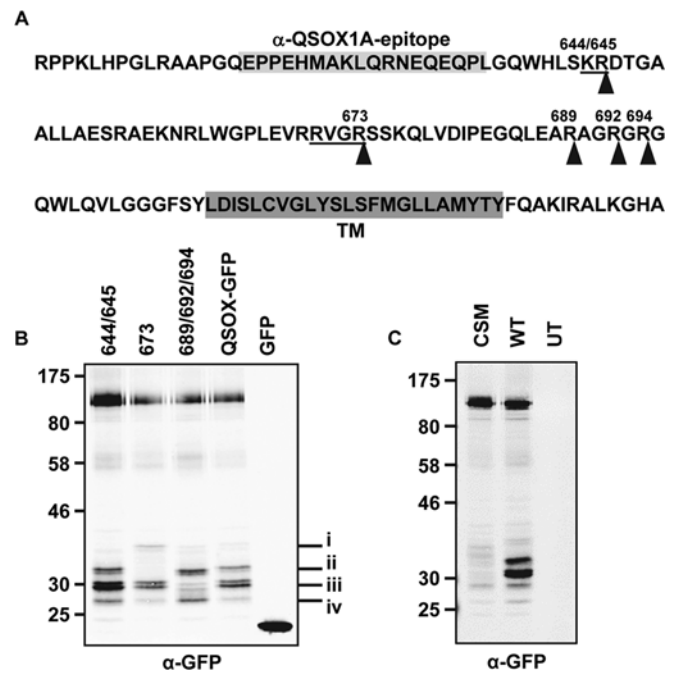 A
α-QSOX1A-epitope
644/645
RPPKLHPGLRAAPGQEPPEHMAKLQRNEQEQPLGQWHLSKRDTGA
673 689 692 694
ALLAESRAEKNRLWGPLEVRRVGRSSKQLVDIPEGQLEARAGRGRG
QWLQVLGGGFSYLDISLCVGLYSLSFMGLLAMYTYFQAKIRALKGHA
TM
B
644/645
673
689/692/694
QSOX-GFP
GFP
175
80
58
46
30
25
i
ii
iii
iv
α-GFP
C
CSM
WT
UT
175
80
58
46
30
25
α-GFP